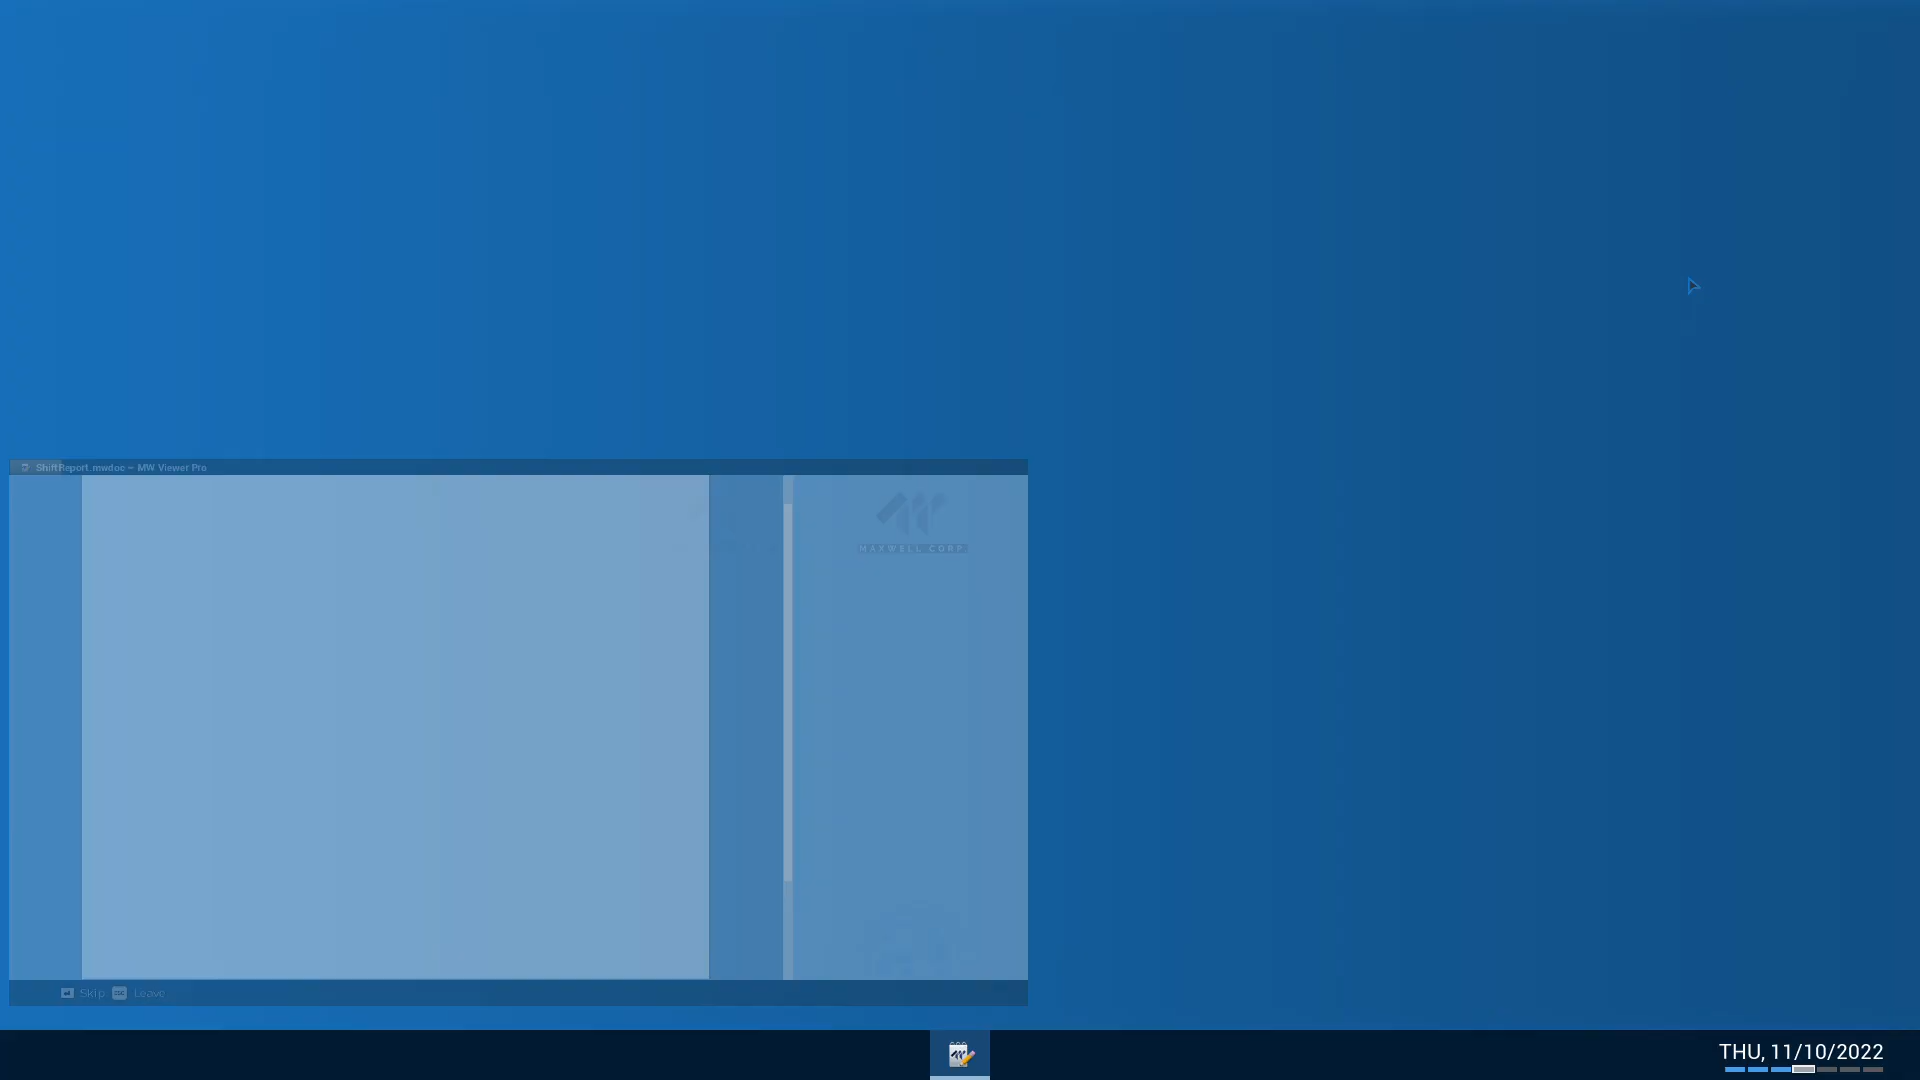 ShiftReport.mwdoc ~ MW Viewer Pro
MAXWELL CORP
Skip
Leave
THU, 11/10/2022